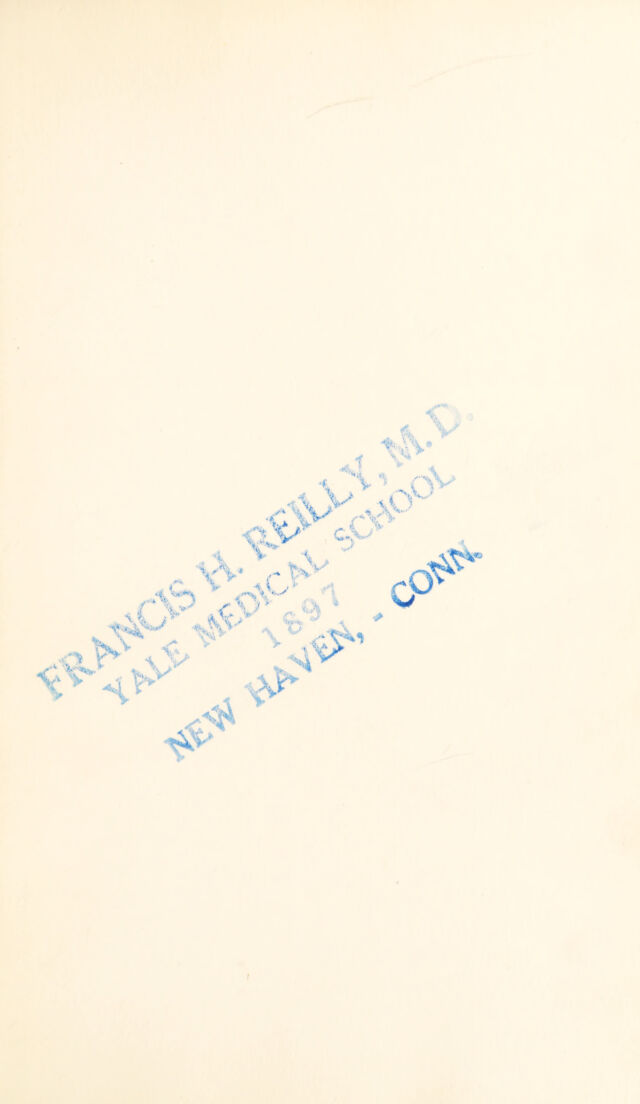 FRANCIS H. REILLY, M.D.
YALE MEDICAL SCHOOL
1897
NEW HAVEN, - CONN.